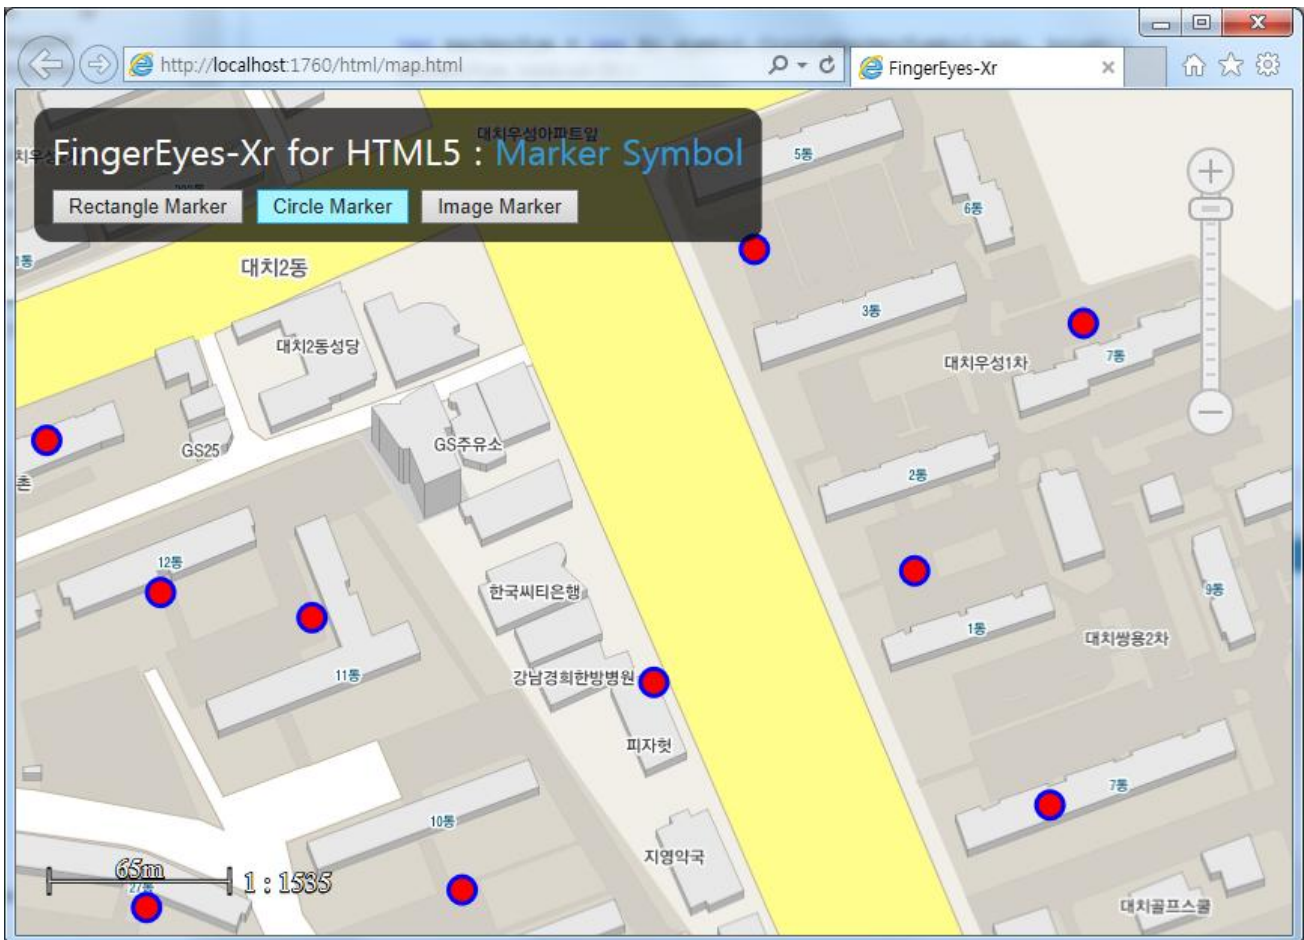 http://localhost:1760/html/map.html
FingerEyes-Xr
대치우성아파트앞
FingerEyes-Xr for HTML5 : Marker Symbol
Rectangle Marker Circle Marker Image Marker
5동
6동
대치2동
3동
대치2동성당
7동
대치우성1차
GS25
GS주유소
2동
촌
12동
한국씨티은행
9동
1동
대치쌍용2차
11동
강남경희한방병원
피자헛
7동
10동
지영약국
65m
1 : 1535
27동
대치골프스쿨